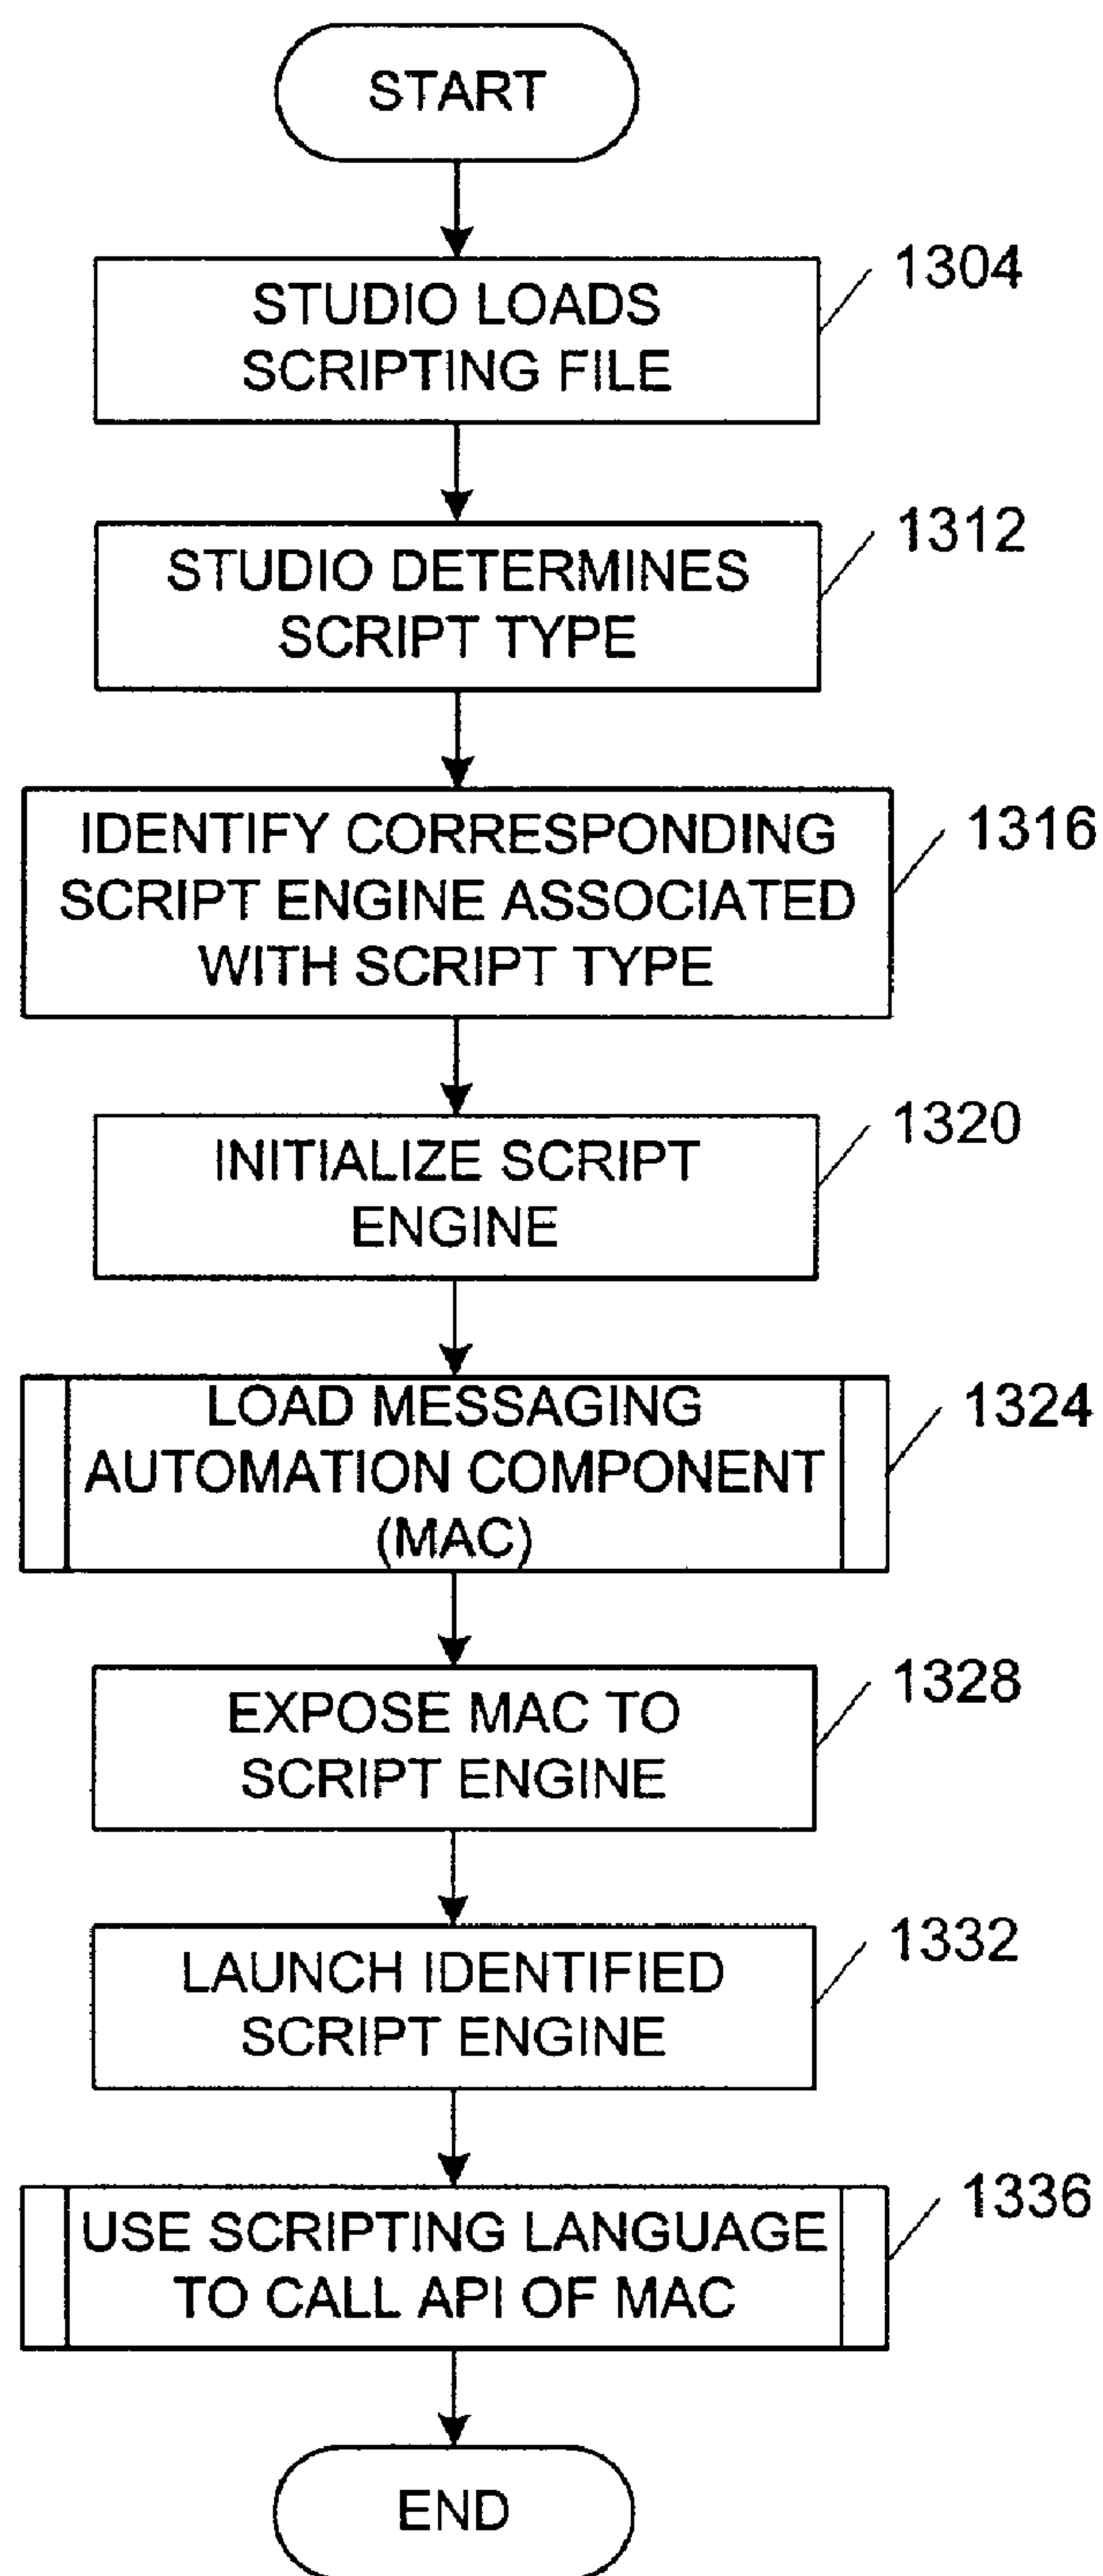 START
1304
STUDIO LOADS
SCRIPTING FILE
1312
STUDIO DETERMINES
SCRIPT TYPE
1316
IDENTIFY CORRESPONDING
SCRIPT ENGINE ASSOCIATED
WITH SCRIPT TYPE
1320
INITIALIZE SCRIPT
ENGINE
1324
LOAD MESSAGING
AUTOMATION COMPONENT
(MAC)
1328
EXPOSE MAC TO
SCRIPT ENGINE
1332
LAUNCH IDENTIFIED
SCRIPT ENGINE
1336
USE SCRIPTING LANGUAGE
TO CALL API OF MAC
END